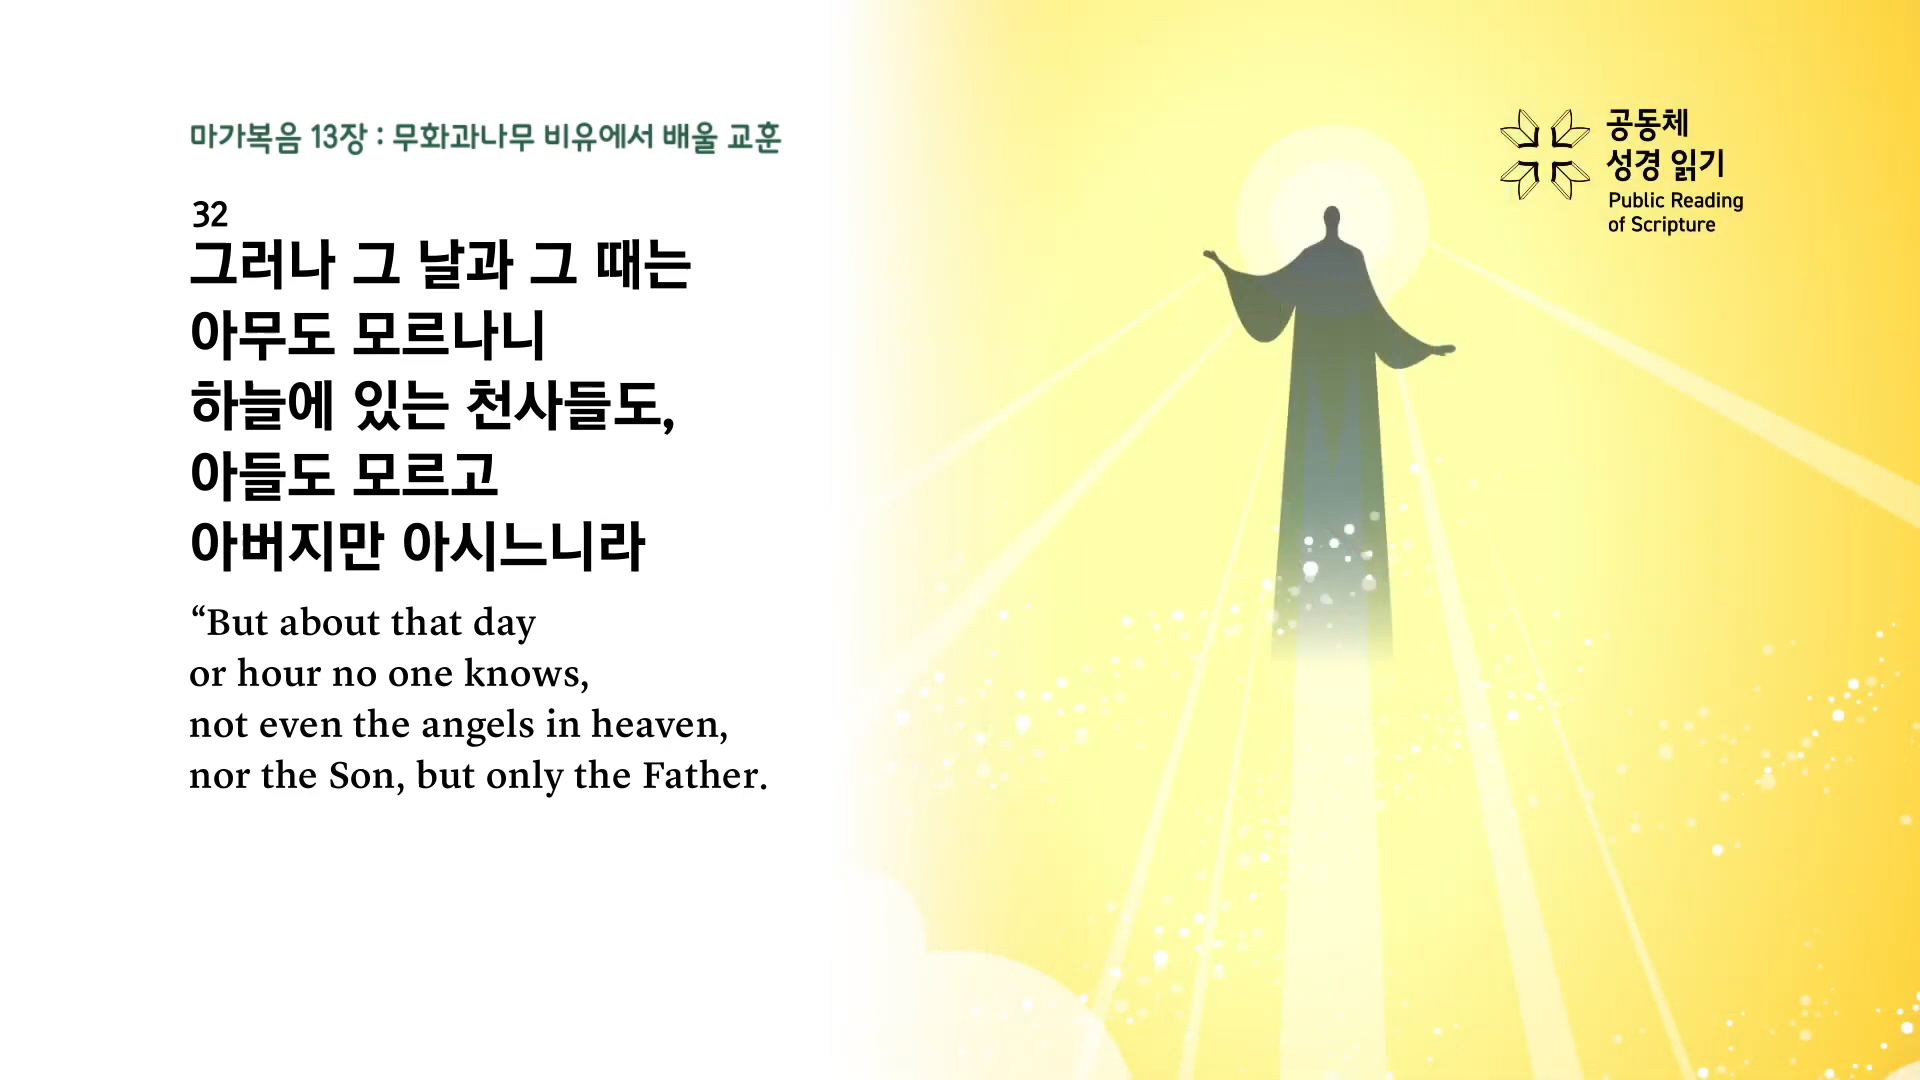 마가복음 13장 : 무화과나무 비유에서 배울 교훈
32
그러나 그 날과 그 때는
아무도 모르나니
하늘에 있는 천사들도,
아들도 모르고
아버지만 아시느니라
“But about that day
or hour no one knows,
not even the angels in heaven,
nor the Son, but only the Father.
공동체
성경 읽기
Public Reading
of Scripture